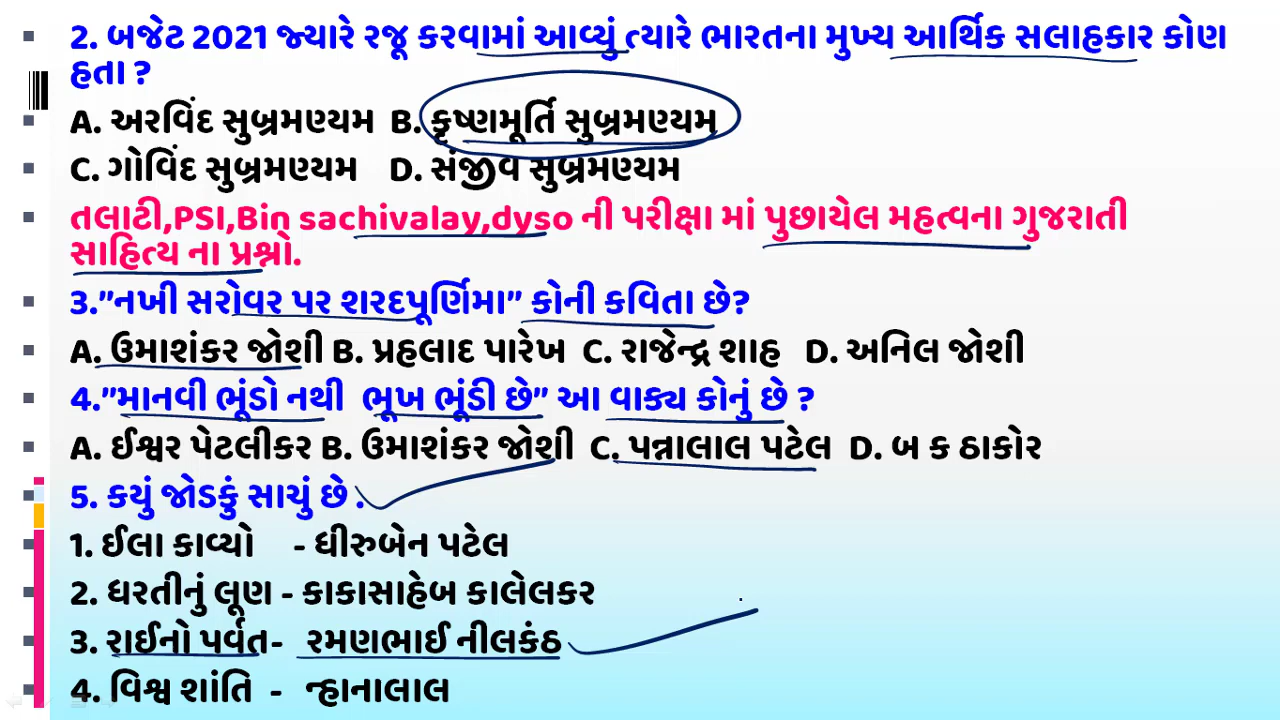 2. બજેટ 2021 જ્યારે રજૂ કરવામાં આવ્યું ત્યારે ભારતના મુખ્ય આર્થિક સલાહકાર કોણ
હતા ?
A. અરવિંદ સુબ્રમણ્યમ B. કૃષ્ણમૂર્તિ સુબ્રમણ્યમ
C. ગોવિંદ સુબ્રમણ્યમ D. સંજીવ સુબ્રમણ્યમ
તલાટી,PSI,Bin sachivalay,dyso ની પરીક્ષા માં પુછાયેલ મહત્વના ગુજરાતી
સાહિત્ય ના પ્રશ્નો.
3."નખી સરોવર પર શરદપૂર્ણિમા" કોની કવિતા છે?
A. ઉમાશંકર જોશી B. પ્રહલાદ પારેખ C. રાજેન્દ્ર શાહ D. અનિલ જોશી
4."માનવી ભૂંડો નથી ભૂખ ભૂંડી છે" આ વાક્ય કોનું છે ?
A. ઈશ્વર પેટલીકર B. ઉમાશંકર જોશી C. પન્નાલાલ પટેલ D. બ ક ઠાકોર
5. કયું જોડકું સાચું છે .
1. ઈલા કાવ્યો - ધીરુબેન પટેલ
2. ધરતીનું લૂણ - કાકાસાહેબ કાલેલકર
3. રાઈનો પર્વત- રમણભાઈ નીલકંઠ
4. વિશ્વ શાંતિ - ન્હાનાલાલ